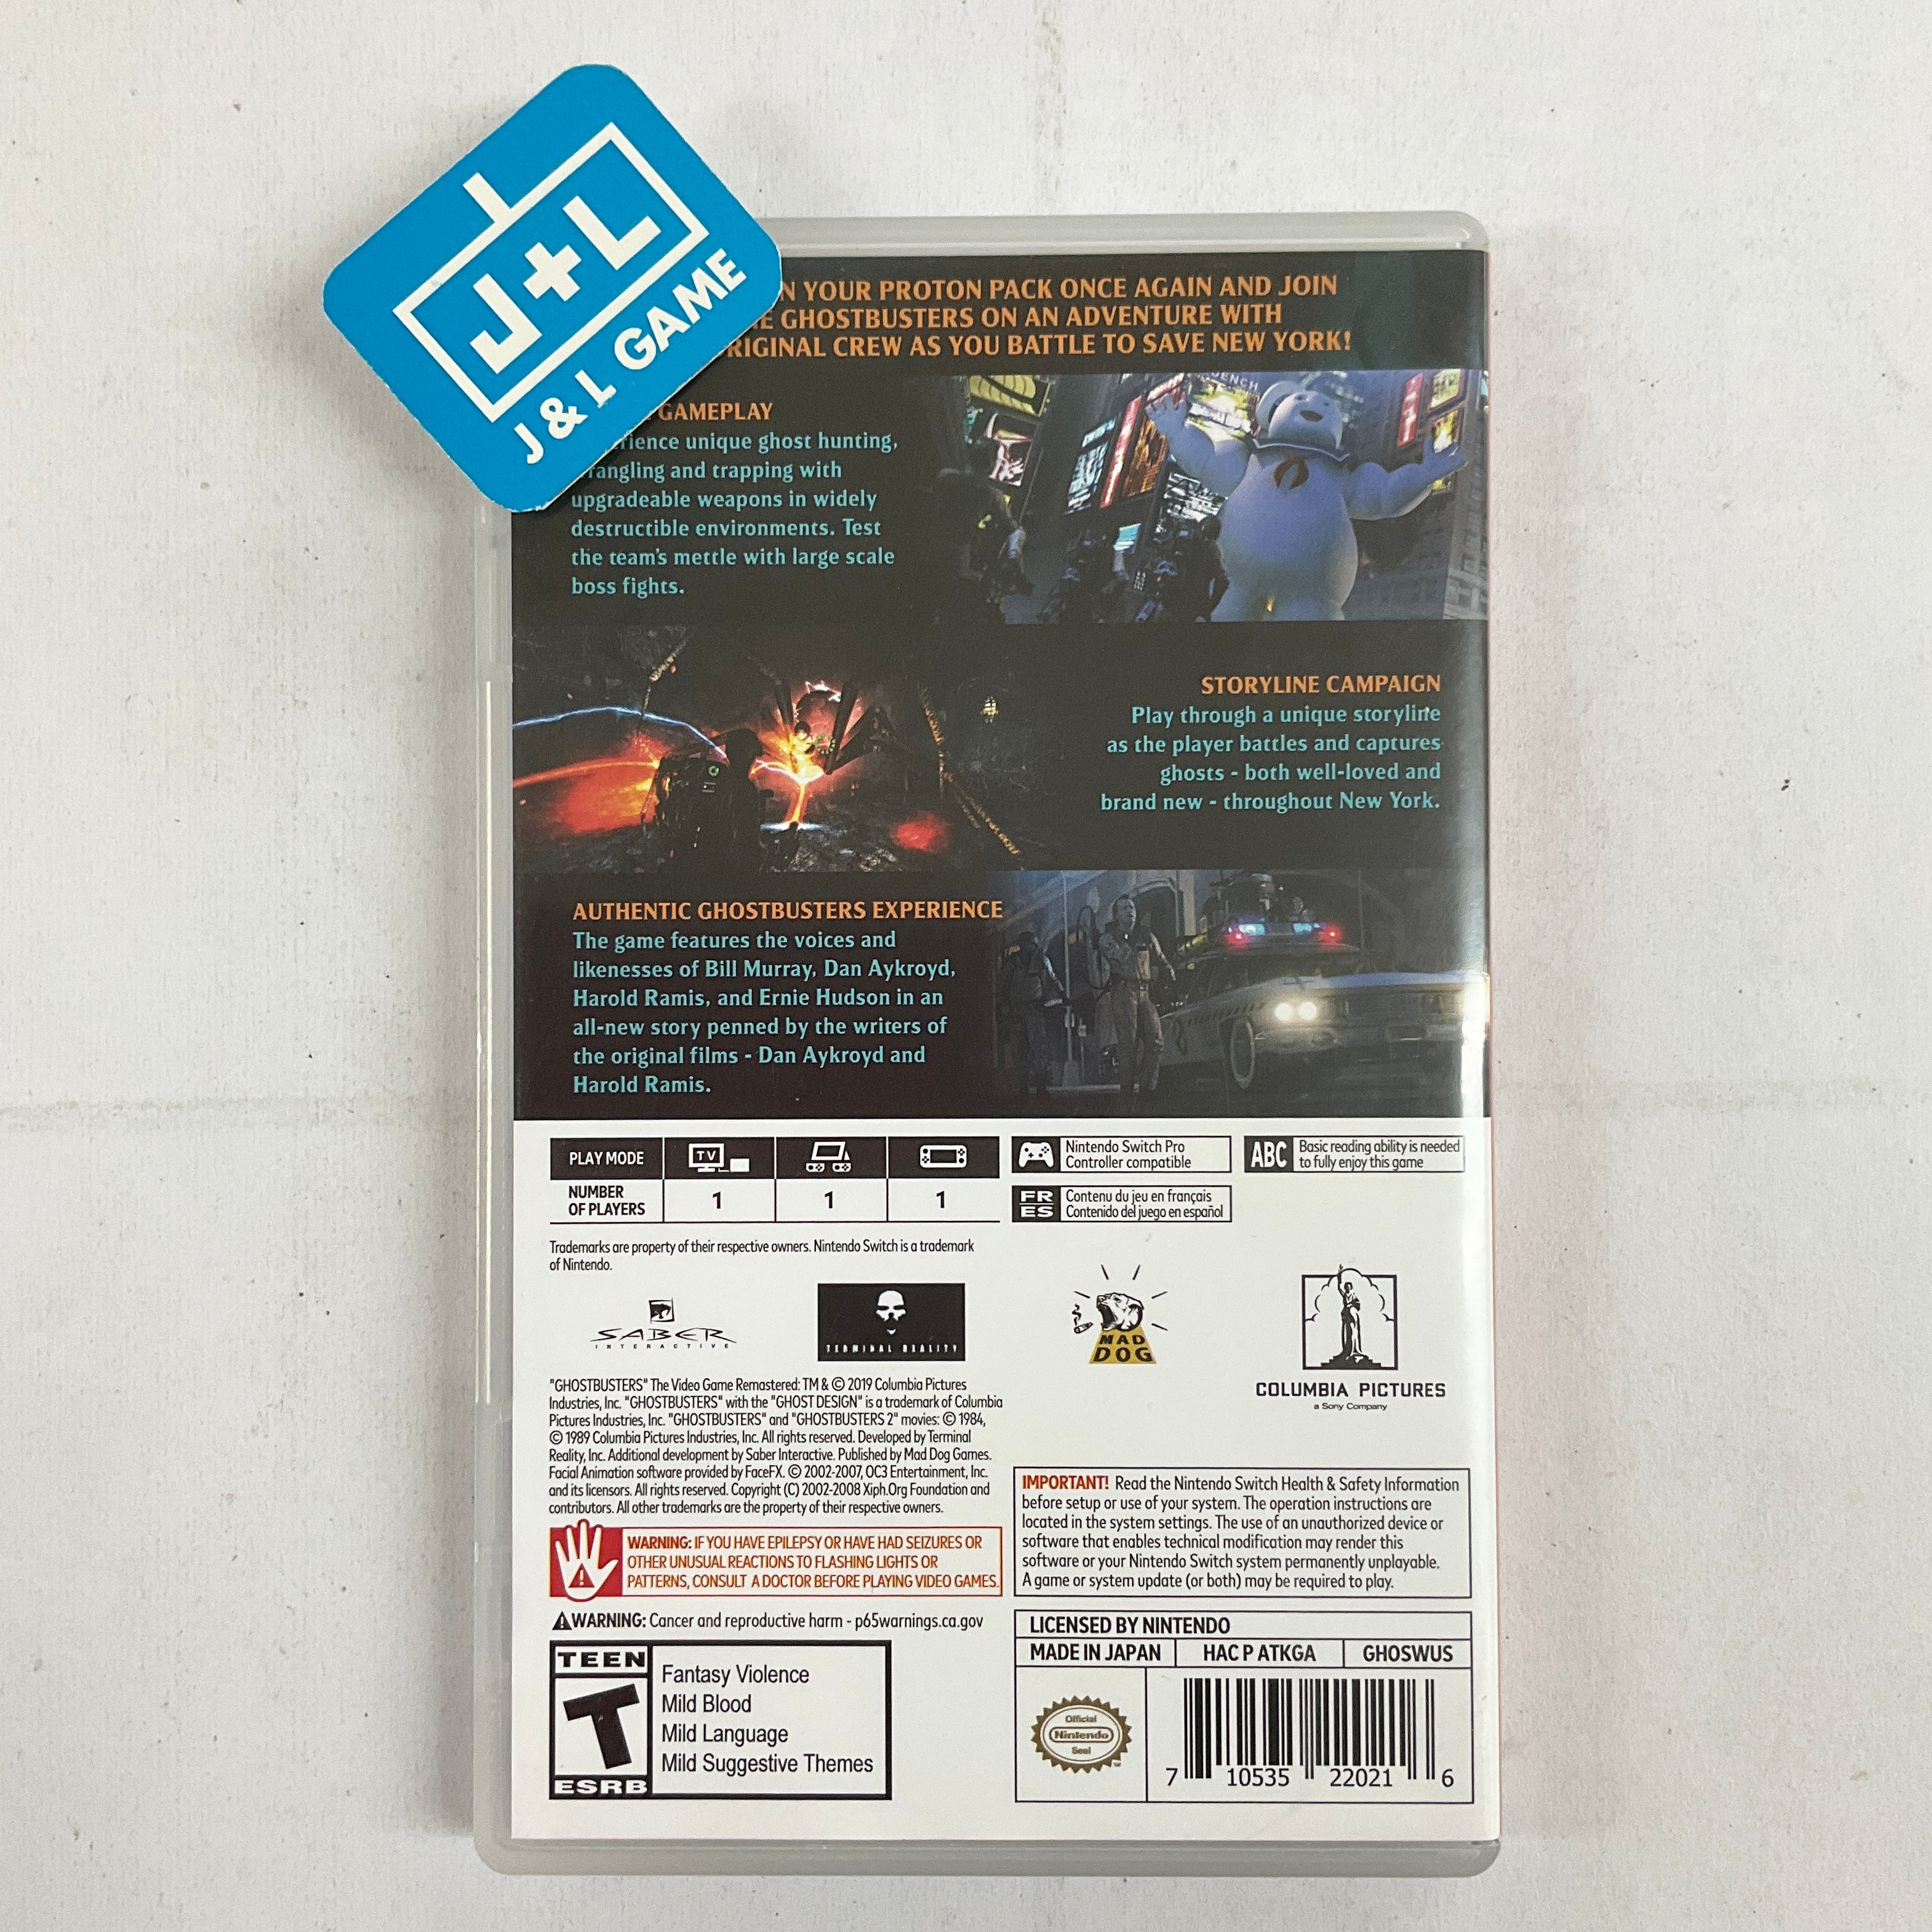 J+L
J & L GAME
YOUR PROTON PACK ONCE AGAIN AND JOIN
GHOSTBUSTERS ON AN ADVENTURE WITH
CREW AS YOU BATTLE TO SAVE NEW YORK!
GAMEPLAY
unique ghost hunting,
and trapping with
upgradeable weapons in widely
destructible environments. Test
the team's mettle with large scale
boss fights.
STORYLINE CAMPAIGN
Play through a unique storyline
as the player battles and captures
ghosts - both well-loved and
brand new - throughout New York.
AUTHENTIC GHOSTBUSTERS EXPERIENCE
The game features the voices and
likenesses of Bill Murray, Dan Aykroyd,
Harold Ramis, and Ernie Hudson in an
all-new story penned by the writers of
the original films - Dan Aykroyd and
Harold Ramis.
PLAY MODE TV
NUMBER
OF PLAYERS 1 1 1
Nintendo Switch Pro
Controller compatible
ABC Basic reading ability is needed
to fully enjoy this game
FR Contenu du jeu en français
ES Contenido del juego en español
Trademarks are property of their respective owners. Nintendo Switch is a trademark
of Nintendo.
SABER
INTERACTIVE
TERMINAL REALITY
MAD
DOG
COLUMBIA PICTURES
a Sony Company
"GHOSTBUSTERS" The Video Game Remastered: TM & © 2019 Columbia Pictures
Industries, Inc. "GHOSTBUSTERS" with the "GHOST DESIGN" is a trademark of Columbia
Pictures Industries, Inc. "GHOSTBUSTERS" and "GHOSTBUSTERS 2" movies: © 1984,
© 1989 Columbia Pictures Industries, Inc. All rights reserved. Developed by Terminal
Reality, Inc. Additional development by Saber Interactive. Published by Mad Dog Games.
Facial Animation software provided by FaceFX. © 2002-2007, OC3 Entertainment, Inc.
and its licensors. All rights reserved. Copyright (C) 2002-2008 Xiph.Org Foundation and
contributors. All other trademarks are the property of their respective owners.
WARNING: IF YOU HAVE EPILEPSY OR HAVE HAD SEIZURES OR
OTHER UNUSUAL REACTIONS TO FLASHING LIGHTS OR
PATTERNS, CONSULT A DOCTOR BEFORE PLAYING VIDEO GAMES.
WARNING: Cancer and reproductive harm - p65warnings.ca.gov
IMPORTANT! Read the Nintendo Switch Health & Safety Information
before setup or use of your system. The operation instructions are
located in the system settings. The use of an unauthorized device or
software that enables technical modification may render this
software or your Nintendo Switch system permanently unplayable.
A game or system update (or both) may be required to play.
TEEN
T
ESRB
Fantasy Violence
Mild Blood
Mild Language
Mild Suggestive Themes
LICENSED BY NINTENDO
MADE IN JAPAN HAC P ATKGA GHOSWUS
Official
Nintendo
Seal
7 10535 22021 6